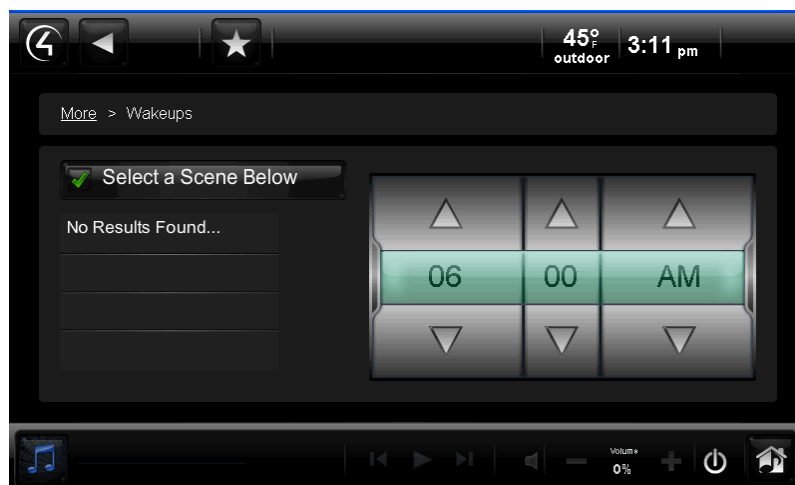 45°F
outdoor
3:11 pm
More > Wakeups
Select a Scene Below
No Results Found...
06 00 AM
Volume
0%